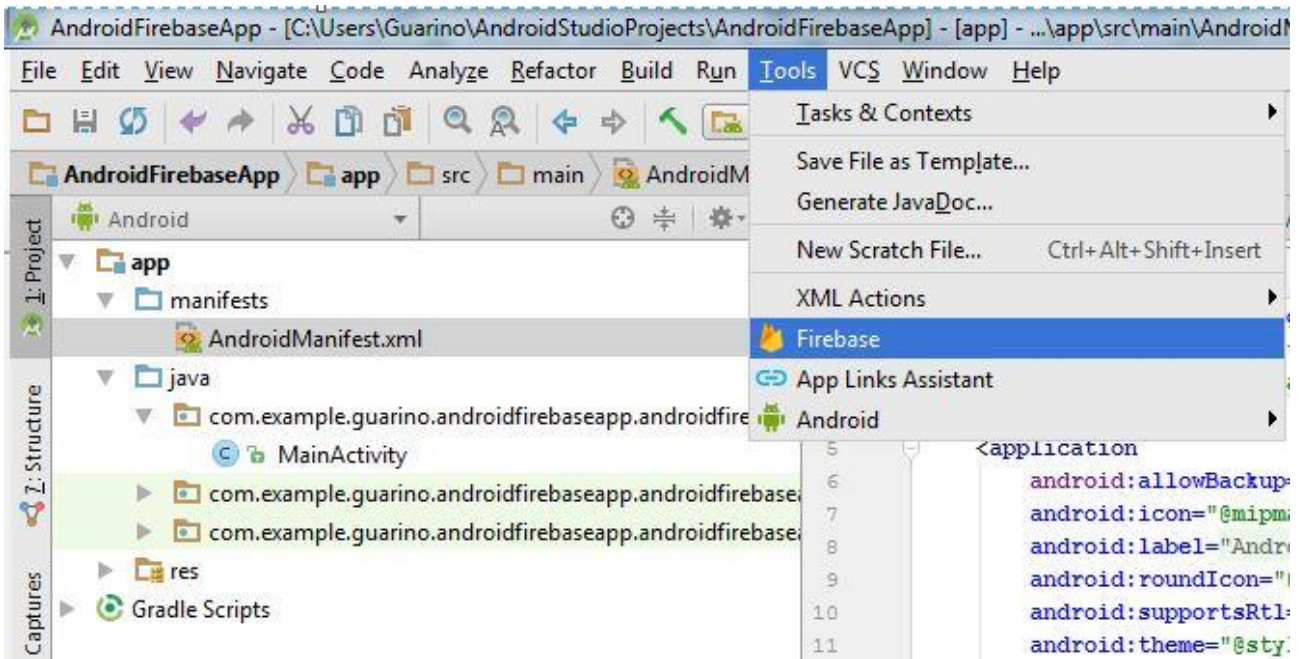 AndroidFirebaseApp - [C:\Users\Guarino\AndroidStudioProjects\AndroidFirebaseApp] - [app] - ...\app\src\main\Android
File Edit View Navigate Code Analyze Refactor Build Run Tools VCS Window Help
AndroidFirebaseApp app src main AndroidM
Android
1: Project
7: Structure
Captures
app
manifests
AndroidManifest.xml
java
com.example.guarino.androidfirebaseapp.androidfire
MainActivity
com.example.guarino.androidfirebaseapp.androidfirebase
com.example.guarino.androidfirebaseapp.androidfirebase
res
Gradle Scripts
Tasks & Contexts
Save File as Template...
Generate JavaDoc...
New Scratch File... Ctrl+Alt+Shift+Insert
XML Actions
Firebase
App Links Assistant
Android
5 <application
6 android:allowBackup=
7 android:icon="@mipma
8 android:label="Andro
9 android:roundIcon="
10 android:supportsRtl=
11 android:theme="@styl